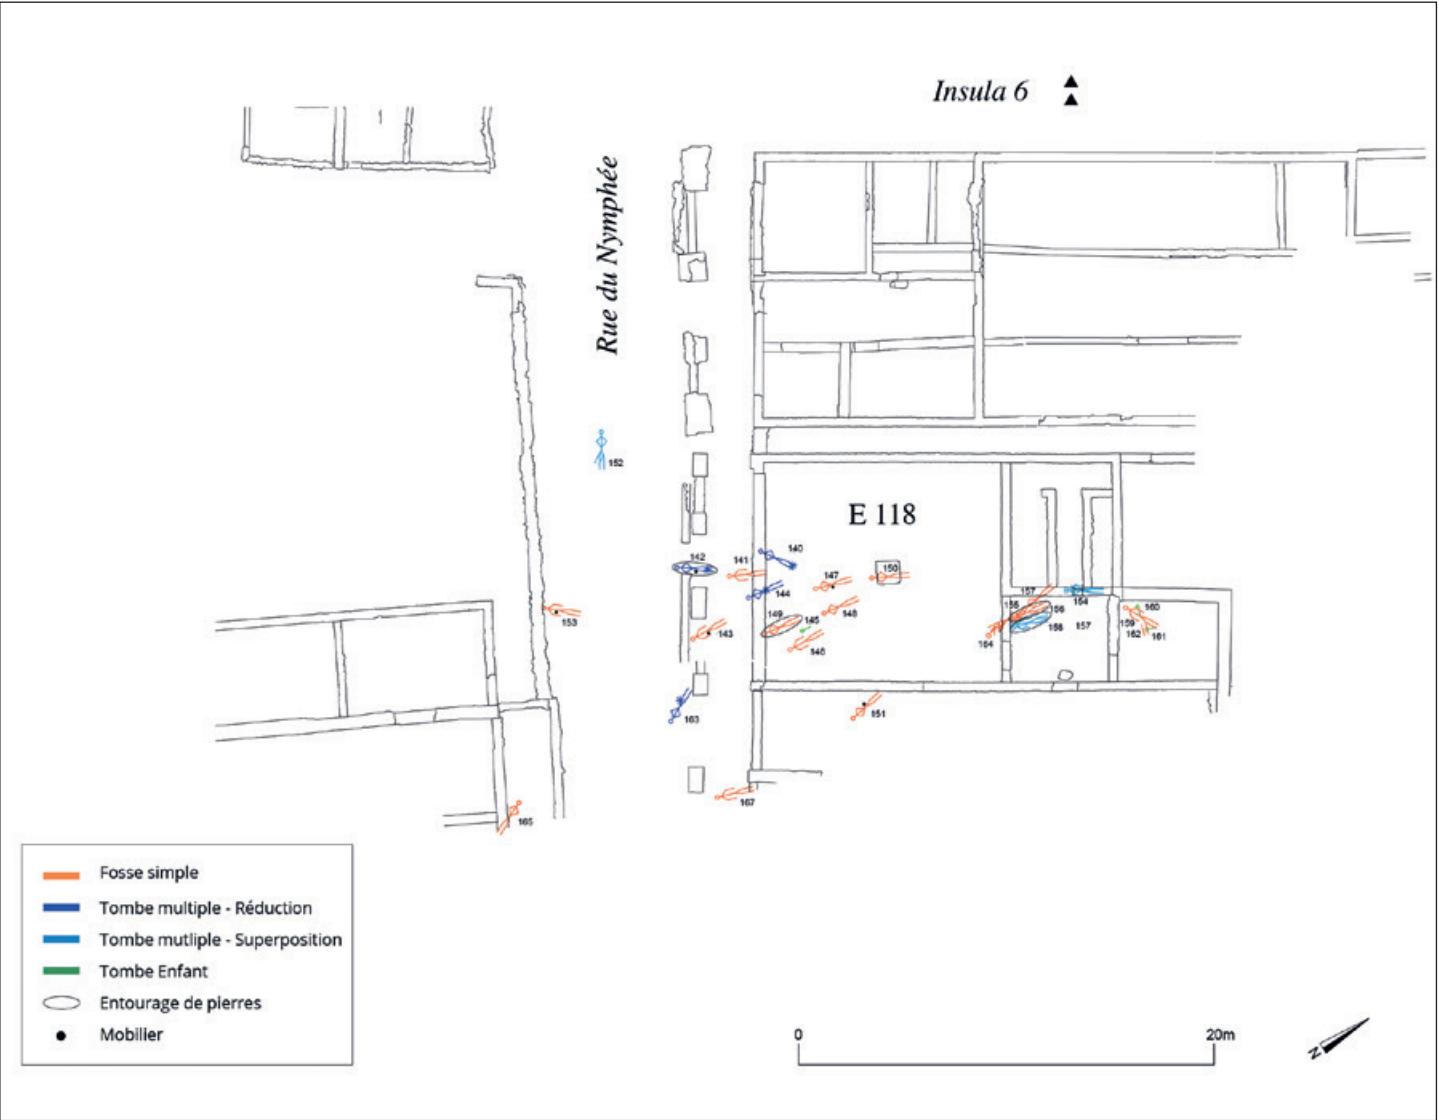 Insula 6
Rue du Nymphée
152
E 118
142
141
140
147
150
144
148
149
145
146
143
153
163
151
167
165
157
154
155
156
158
157
164
160
159
162
161
Fosse simple
Tombe multiple - Réduction
Tombe mutliple - Superposition
Tombe Enfant
Entourage de pierres
Mobilier
0 20m
N